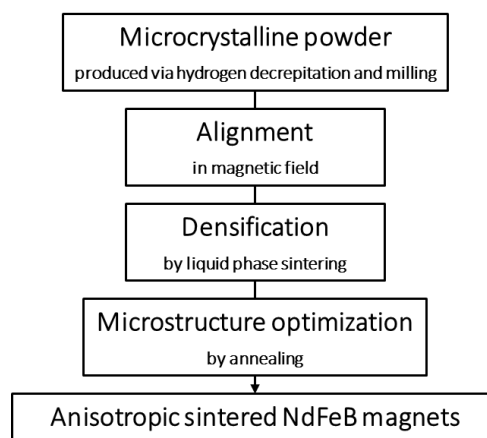 Microcrystalline powder
produced via hydrogen decrepitation and milling
Alignment
in magnetic field
Densification
by liquid phase sintering
Microstructure optimization
by annealing
Anisotropic sintered NdFeB magnets